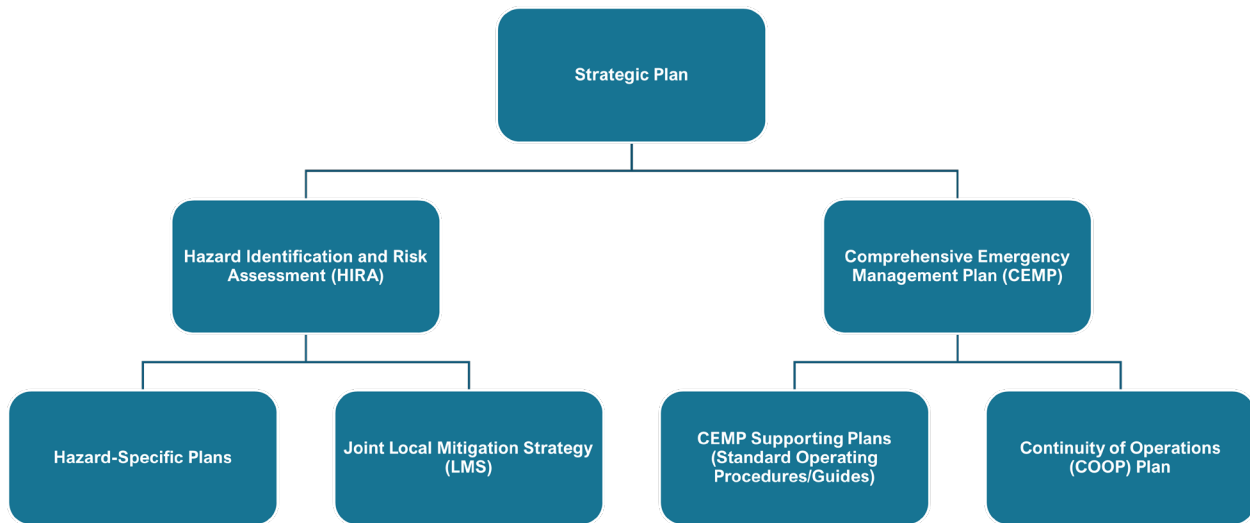 Strategic Plan
Hazard Identification and Risk
Assessment (HIRA)
Comprehensive Emergency
Management Plan (CEMP)
Hazard-Specific Plans
Joint Local Mitigation Strategy
(LMS)
CEMP Supporting Plans
(Standard Operating
Procedures/Guides)
Continuity of Operations
(COOP) Plan